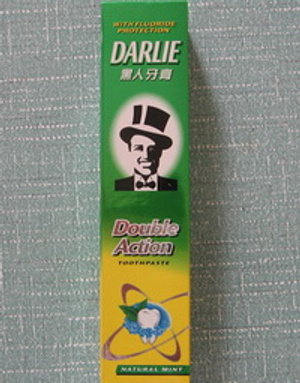 WITH FLUORIDE
PROTECTION
DARLIE
黑人牙膏
Double
Action
TOOTHPASTE
NATURAL MINT